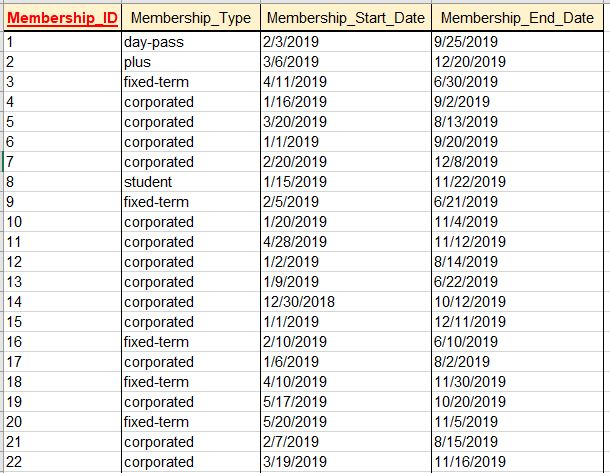 Membership_ID Membership_Type Membership_Start_Date Membership_End_Date
1 day-pass 2/3/2019 9/25/2019
2 plus 3/6/2019 12/20/2019
3 fixed-term 4/11/2019 6/30/2019
4 corporated 1/16/2019 9/2/2019
5 corporated 3/20/2019 8/13/2019
6 corporated 1/1/2019 9/20/2019
7 corporated 2/20/2019 12/8/2019
8 student 1/15/2019 11/22/2019
9 fixed-term 2/5/2019 6/21/2019
10 corporated 1/20/2019 11/4/2019
11 corporated 4/28/2019 11/12/2019
12 corporated 1/2/2019 8/14/2019
13 corporated 1/9/2019 6/22/2019
14 corporated 12/30/2018 10/12/2019
15 corporated 1/1/2019 12/11/2019
16 fixed-term 2/10/2019 6/10/2019
17 corporated 1/6/2019 8/2/2019
18 fixed-term 4/10/2019 11/30/2019
19 corporated 5/17/2019 10/20/2019
20 fixed-term 5/20/2019 11/5/2019
21 corporated 2/7/2019 8/15/2019
22 corporated 3/19/2019 11/16/2019